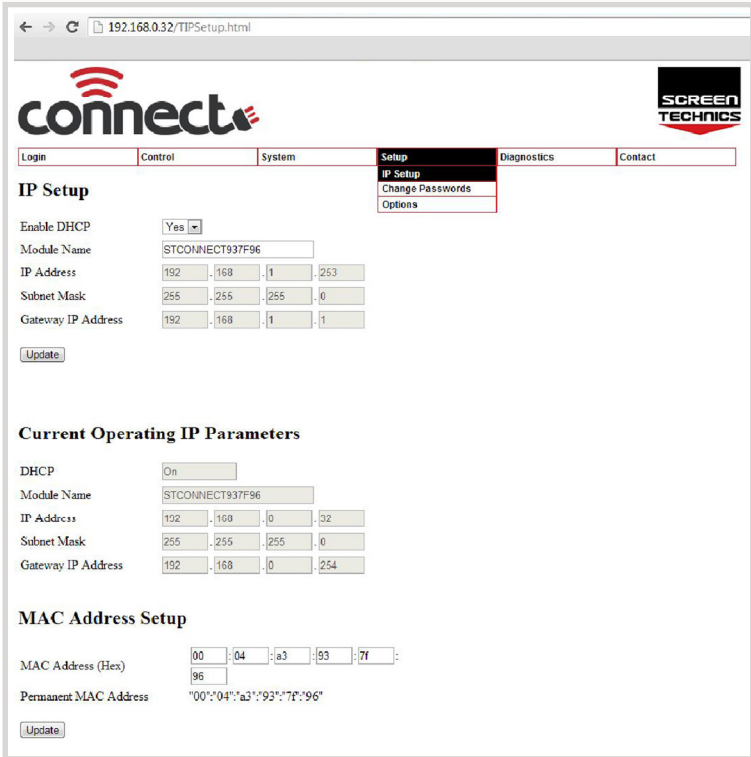 192.168.0.32/TIPSetup.html
connect
SCREEN
TECHNICS
Login Control System Setup Diagnostics Contact
IP Setup
Change Passwords
Options
IP Setup
Enable DHCP Yes
Module Name STCONNECT937F96
IP Address 192 . 168 . 1 . 253
Subnet Mask 255 . 255 . 255 . 0
Gateway IP Address 192 . 168 . 1 . 1
Update
Current Operating IP Parameters
DHCP On
Module Name STCONNECT937F96
IP Address 192 . 168 . 0 . 32
Subnet Mask 255 . 255 . 255 . 0
Gateway IP Address 192 . 168 . 0 . 254
MAC Address Setup
MAC Address (Hex) 00 : 04 : a3 : 93 : 7f :
96
Permanent MAC Address "00":"04":"a3":"93":"7f":"96"
Update